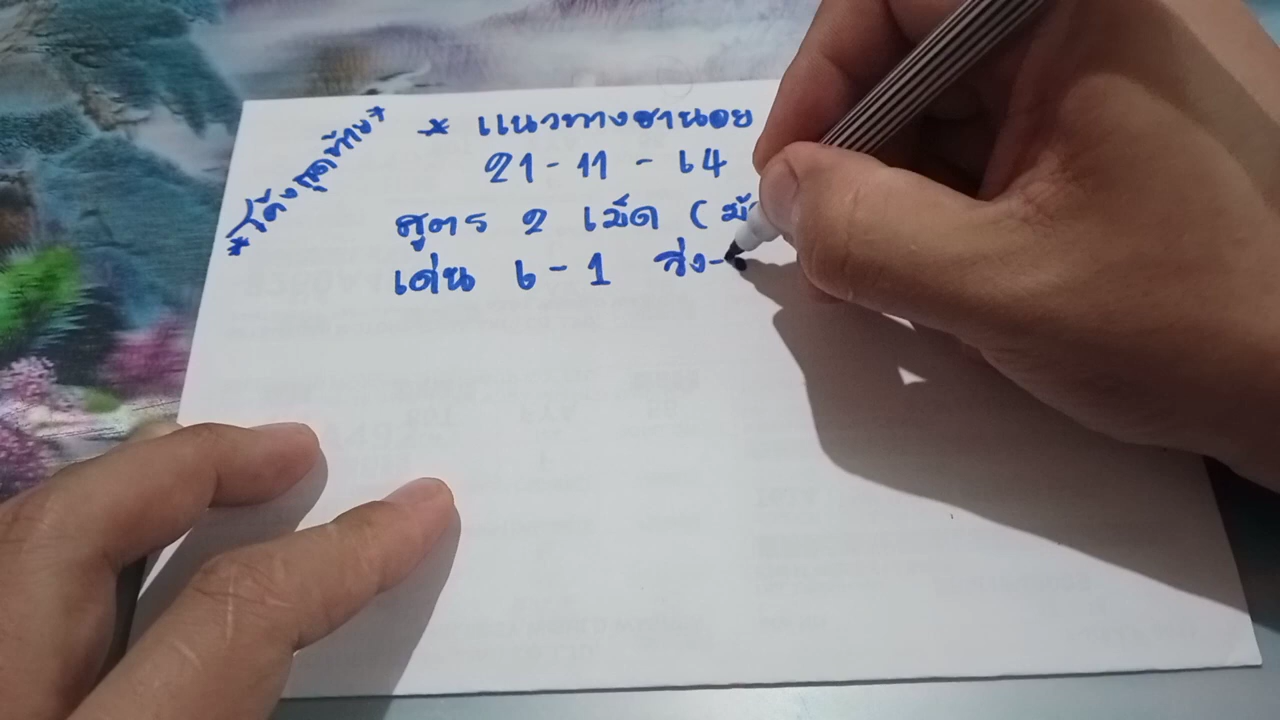 * แนวทางฮานอย
21-11-64
สูตร 2 เม็ด (
เด่น 6-1
*โค้งสุดท้าย*